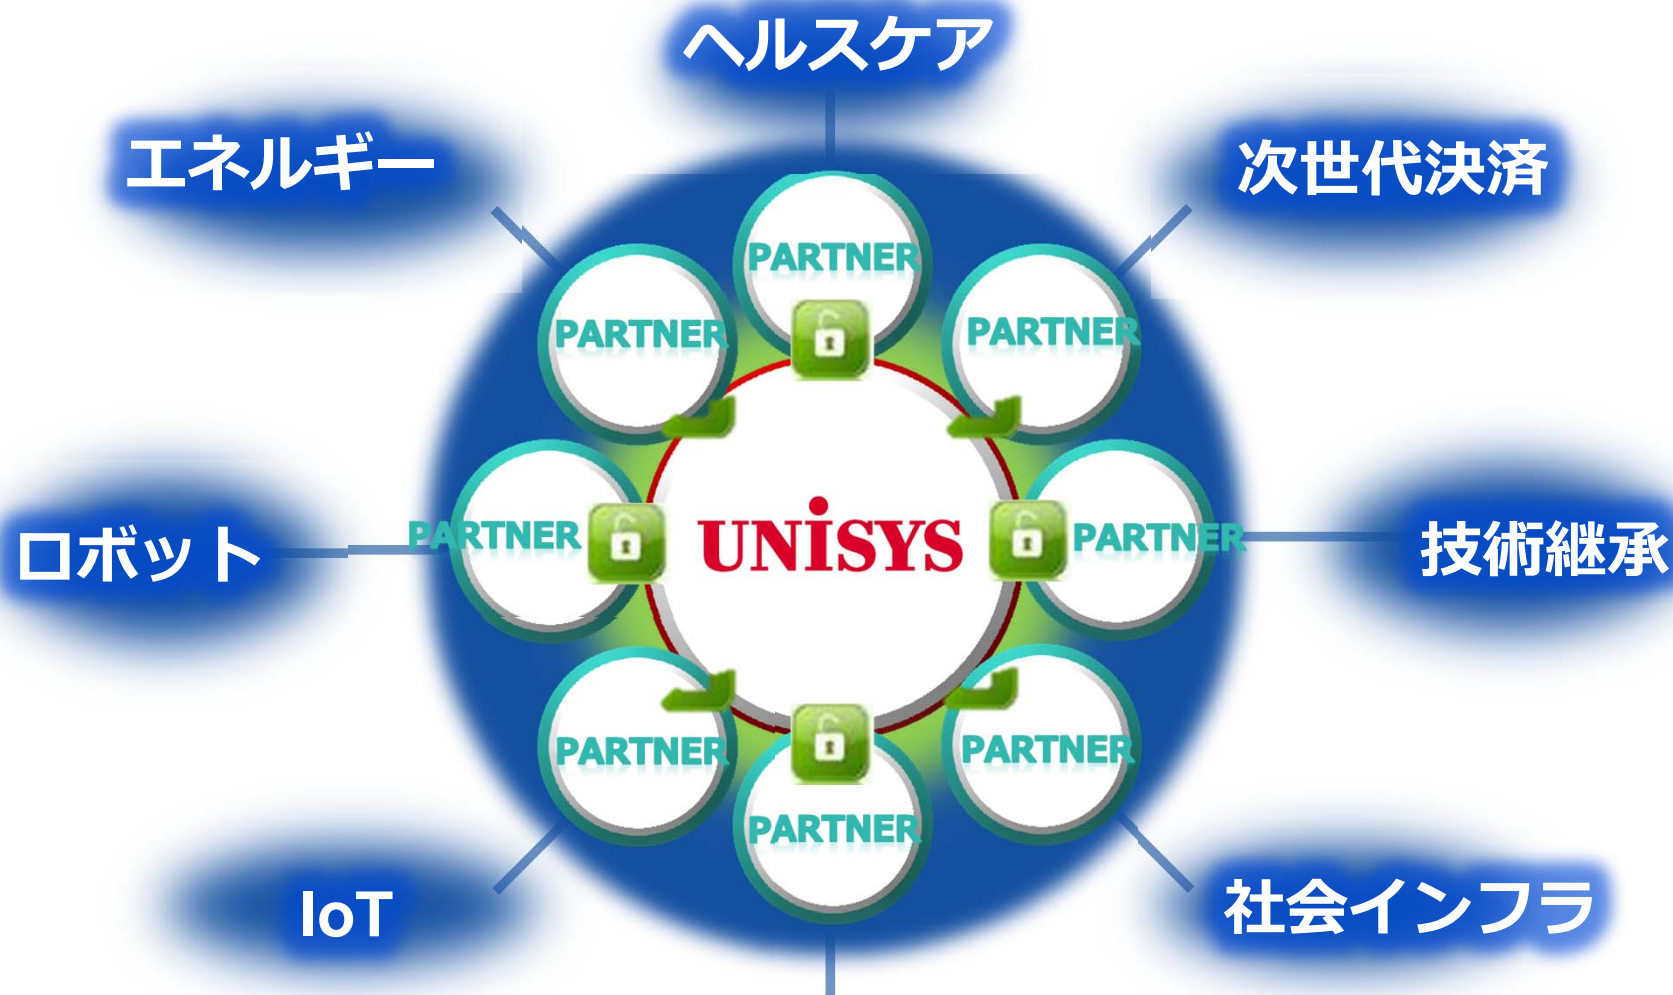 ヘルスケア
エネルギー
次世代決済
PARTNER
PARTNER
PARTNER
ロボット
PARTNER
UNiSYS
PARTNER
技術継承
PARTNER
PARTNER
PARTNER
IoT
社会インフラ